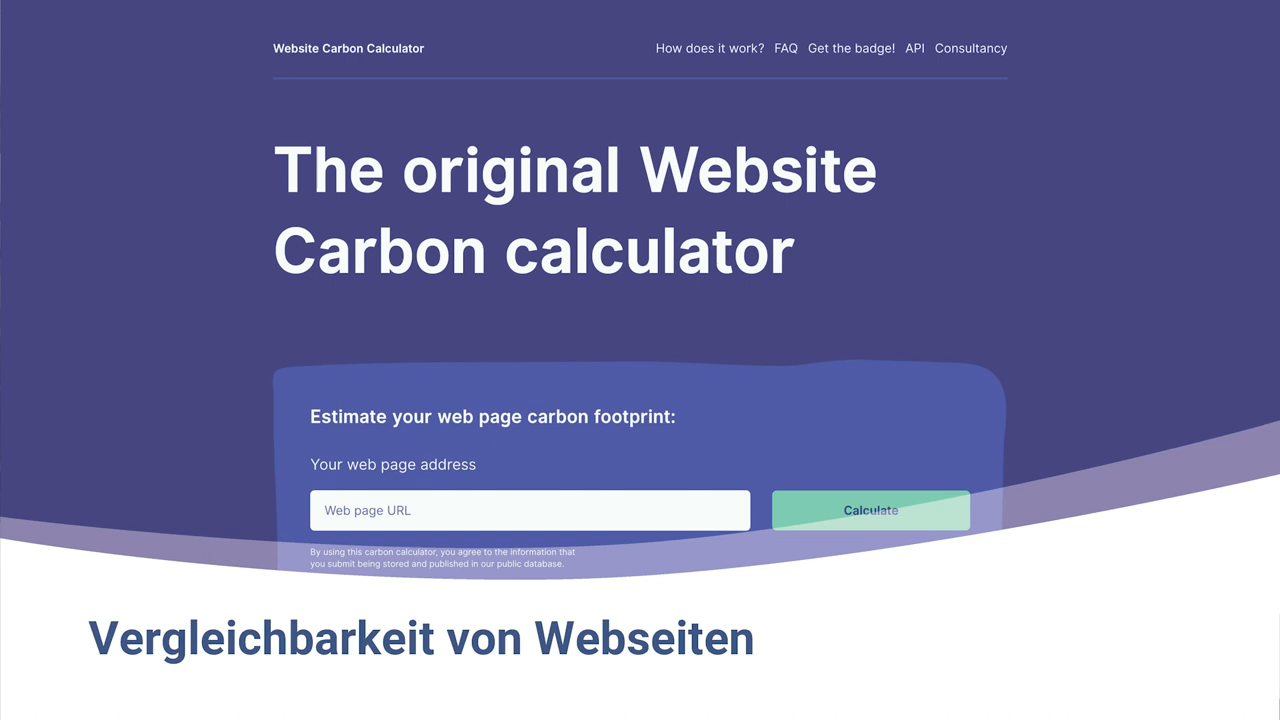 Website Carbon Calculator
How does it work? FAQ Get the badge! API Consultancy
The original Website
Carbon calculator
Estimate your web page carbon footprint:
Your web page address
Web page URL
Calculate
By using this carbon calculator, you agree to the information that
you submit being stored and published in our public database.
Vergleichbarkeit von Webseiten